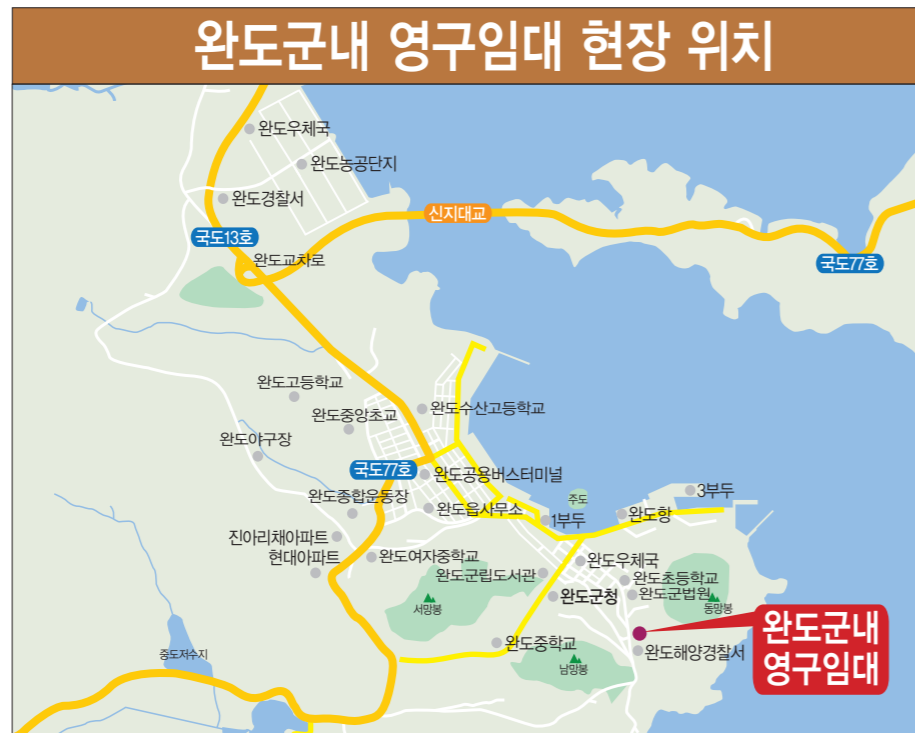 완도군내 영구임대 현장 위치
완도우체국
완도농공단지
완도경찰서
신지대교
국도13호
완도교차로
국도77호
완도고등학교
완도중앙초교
완도수산고등학교
완도야구장
국도77호
완도공용버스터미널
완도종합운동장
완도읍사무소
주도
1부두
완도항
3부두
진아리채아파트
현대아파트
완도여자중학교
완도군립도서관
완도우체국
완도초등학교
완도군법원
완도군청
서망봉
동망봉
완도중학교
남망봉
완도해양경찰서
완도군내
영구임대
중도저수지